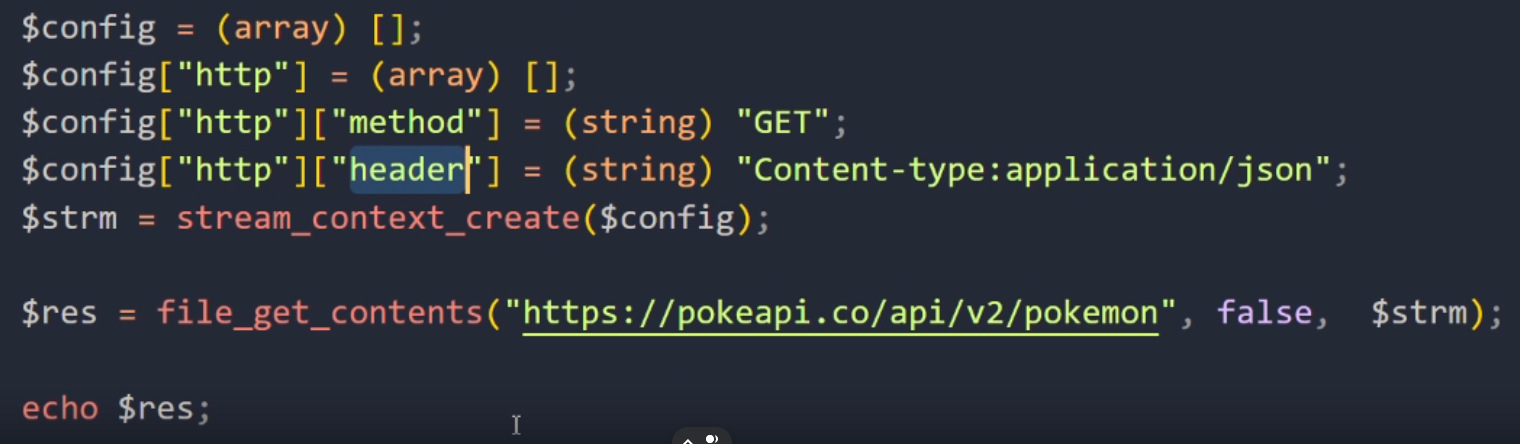 $config = (array) [];
$config["http"] = (array) [];
$config["http"]["method"] = (string) "GET";
$config["http"]["header"] = (string) "Content-type:application/json";
$strm = stream_context_create($config);
$res = file_get_contents("https://pokeapi.co/api/v2/pokemon", false,  $strm);
echo $res;